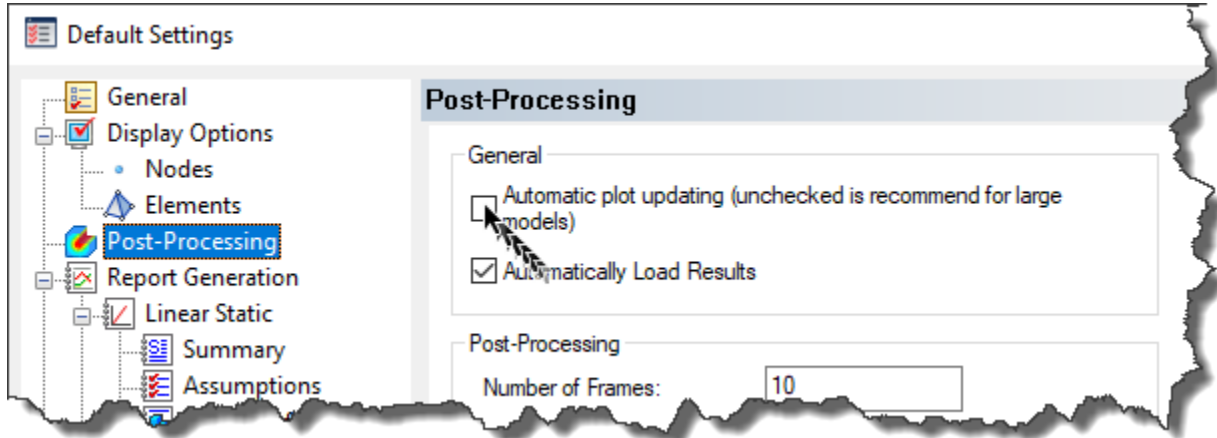 Default Settings
General
Display Options
Nodes
Elements
Post-Processing
Report Generation
Linear Static
Summary
Assumptions
Post-Processing
General
Automatic plot updating (unchecked is recommend for large
models)
Automatically Load Results
Post-Processing
Number of Frames: 10